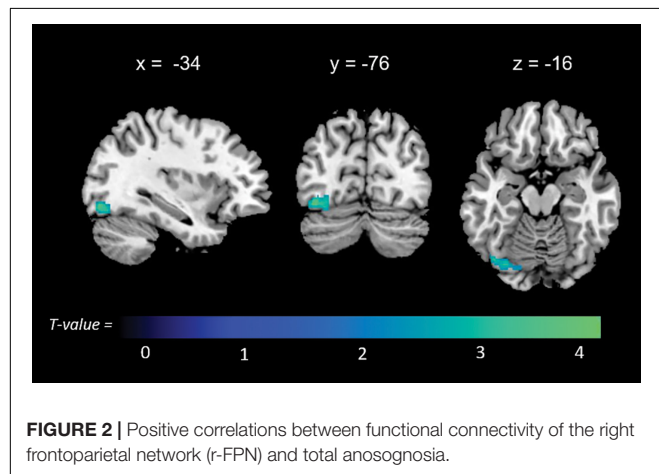 x = -34 y = -76 z = -16
T-value =
0 1 2 3 4
FIGURE 2 | Positive correlations between functional connectivity of the right
frontoparietal network (r-FPN) and total anosognosia.